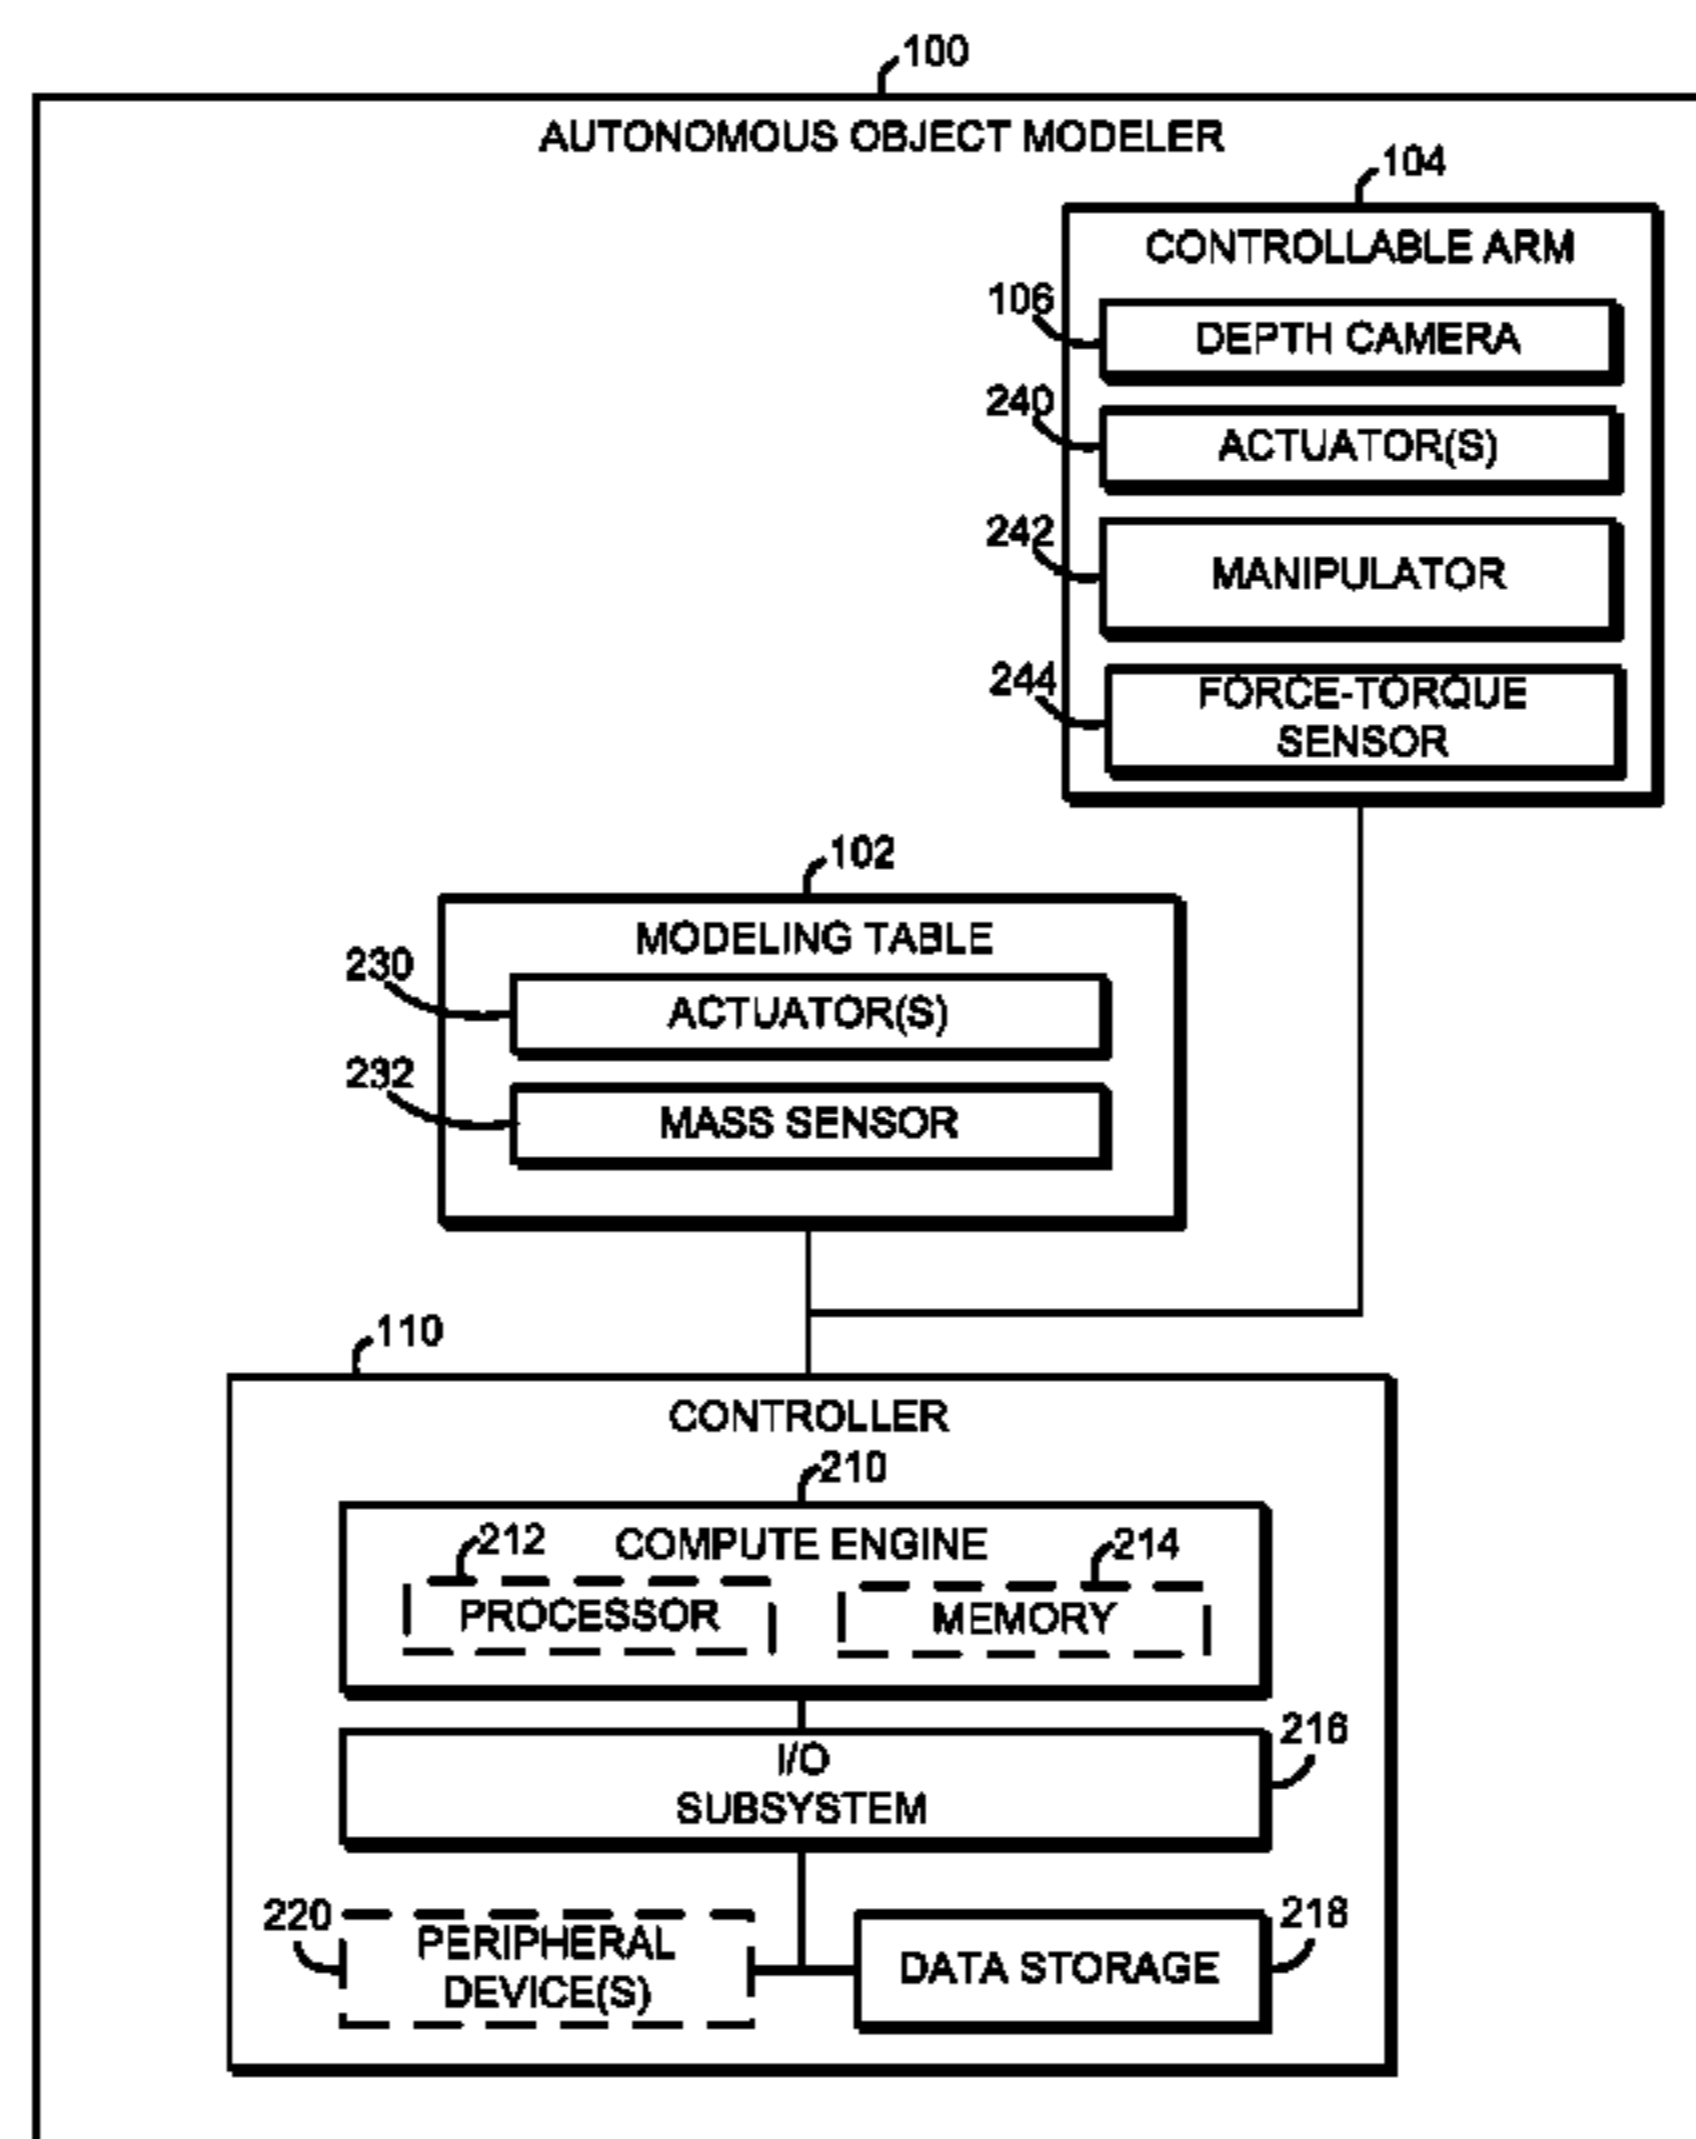 100
AUTONOMOUS OBJECT MODELER
104
CONTROLLABLE ARM
106
DEPTH CAMERA
240
ACTUATOR(S)
242
MANIPULATOR
244
FORCE-TORQUE
SENSOR
102
MODELING TABLE
230
ACTUATOR(S)
232
MASS SENSOR
110
CONTROLLER
210
COMPUTE ENGINE
212
PROCESSOR
214
MEMORY
216
I/O
SUBSYSTEM
220
PERIPHERAL
DEVICE(S)
218
DATA STORAGE